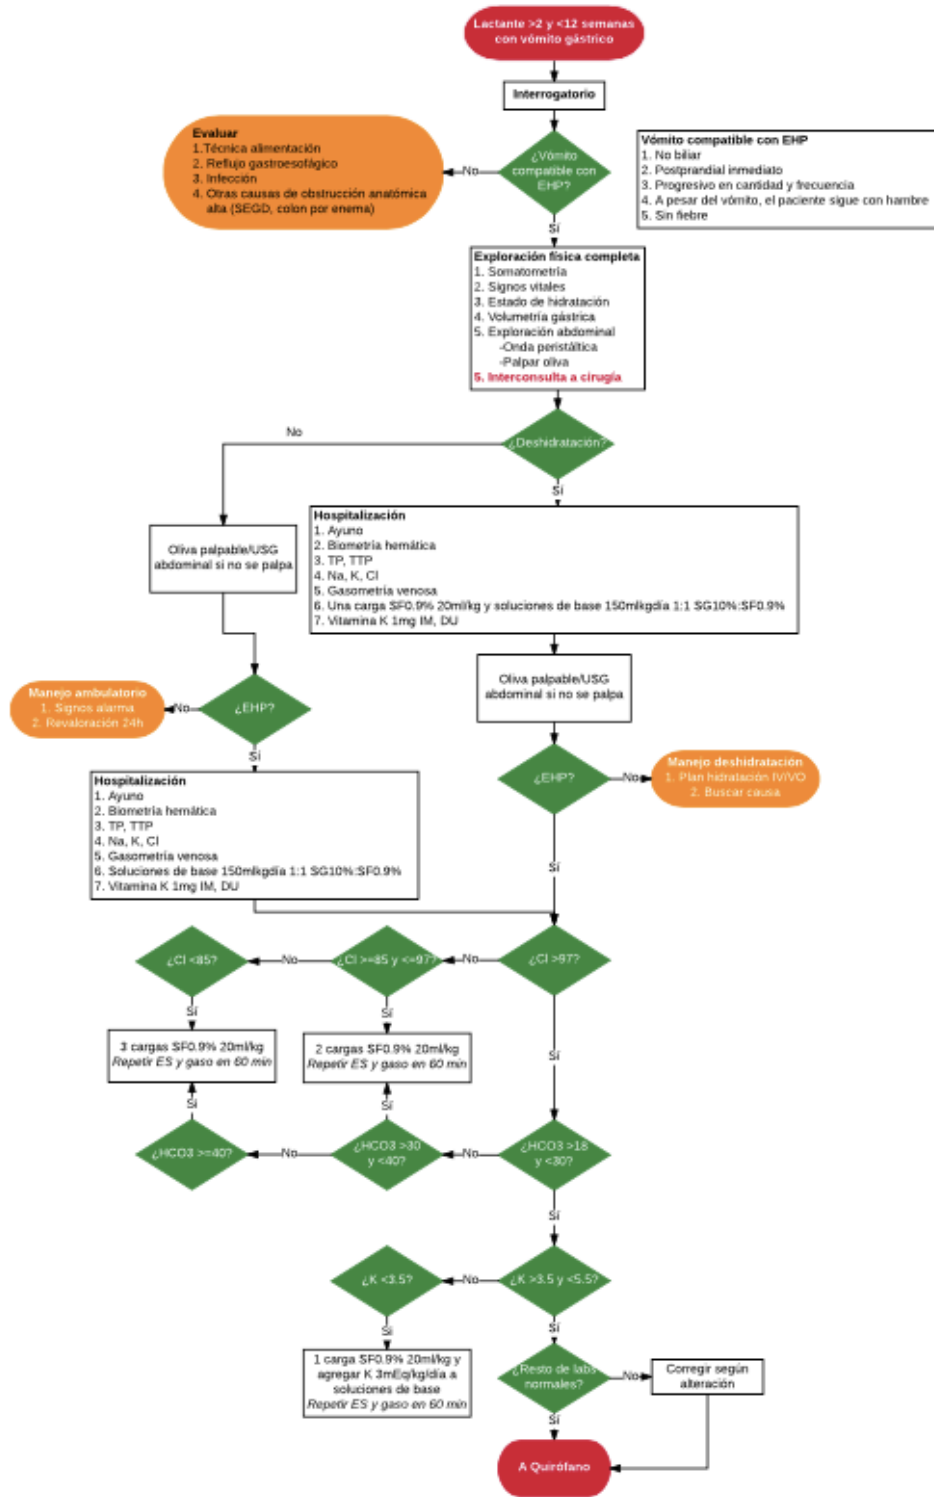 Lactante >2 y <12 semanas
con vómito gástrico
Interrogatorio
¿Vómito
compatible con
EHP?
No
Evaluar
1.Técnica alimentación
2. Reflujo gastroesofágico
3. Infección
4. Otras causas de obstrucción anatómica
alta (SEGD, colon por enema)
Vómito compatible con EHP
1. No biliar
2. Postprandial inmediato
3. Progresivo en cantidad y frecuencia
4. A pesar del vómito, el paciente sigue con hambre
5. Sin fiebre
Sí
Exploración física completa
1. Somatometría
2. Signos vitales
3. Estado de hidratación
4. Volumetría gástrica
5. Exploración abdominal
-Onda peristáltica
-Palpar oliva
5. Interconsulta a cirugía
¿Deshidratación?
No
Sí
Oliva palpable/USG
abdominal si no se palpa
Hospitalización
1. Ayuno
2. Biometría hemática
3. TP, TTP
4. Na, K, Cl
5. Gasometría venosa
6. Una carga SF0.9% 20ml/kg y soluciones de base 150mlkgdía 1:1 SG10%:SF0.9%
7. Vitamina K 1mg IM, DU
Oliva palpable/USG
abdominal si no se palpa
¿EHP?
No
Manejo ambulatorio
1. Signos alarma
2. Revaloración 24h
Sí
¿EHP?
No
Manejo deshidratación
1. Plan hidratación IV/VO
2. Buscar causa
Sí
Hospitalización
1. Ayuno
2. Biometría hemática
3. TP, TTP
4. Na, K, Cl
5. Gasometría venosa
6. Soluciones de base 150mlkgdía 1:1 SG10%:SF0.9%
7. Vitamina K 1mg IM, DU
¿Cl <85?
No
¿Cl >=85 y <=97?
No
¿Cl >97?
Sí
Sí
Sí
3 cargas SF0.9% 20ml/kg
Repetir ES y gaso en 60 min
2 cargas SF0.9% 20ml/kg
Repetir ES y gaso en 60 min
Sí
Sí
¿HCO3 >=40?
No
¿HCO3 >30
y <40?
No
¿HCO3 >18
y <30?
Sí
¿K <3.5?
No
¿K >3.5 y <5.5?
Sí
Sí
1 carga SF0.9% 20ml/kg y
agregar K 3mEq/kg/día a
soluciones de base
Repetir ES y gaso en 60 min
¿Resto de labs
normales?
No
Corregir según
alteración
Sí
A Quirófano